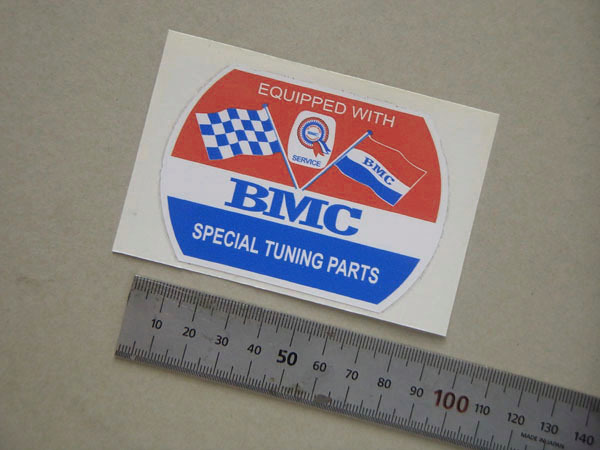 EQUIPPED WITH
BMC
SERVICE
BMC
BMC
SPECIAL TUNING PARTS
10 20 30 40 50 60 70 80 90 100 110 120 130 140
MADE IN JAPAN